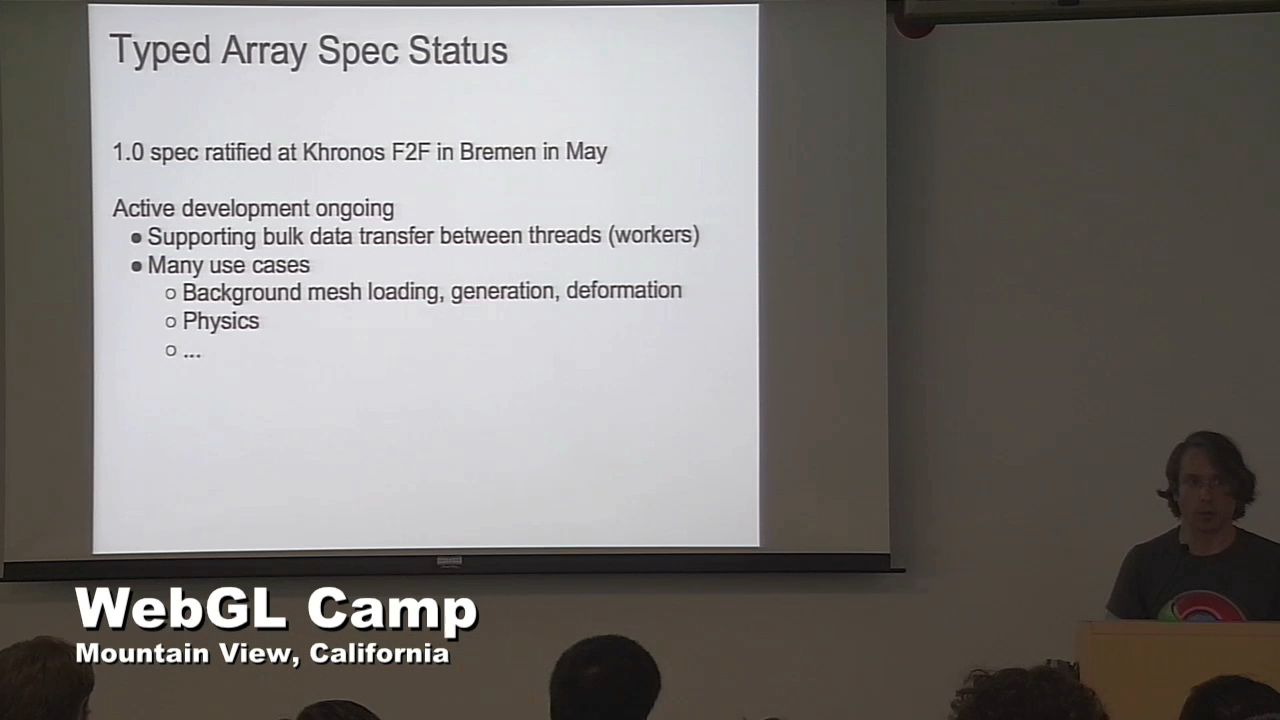 Typed Array Spec Status
1.0 spec ratified at Khronos F2F in Bremen in May
Active development ongoing
● Supporting bulk data transfer between threads (workers)
● Many use cases
○ Background mesh loading, generation, deformation
○ Physics
○ ...
WebGL Camp
Mountain View, California